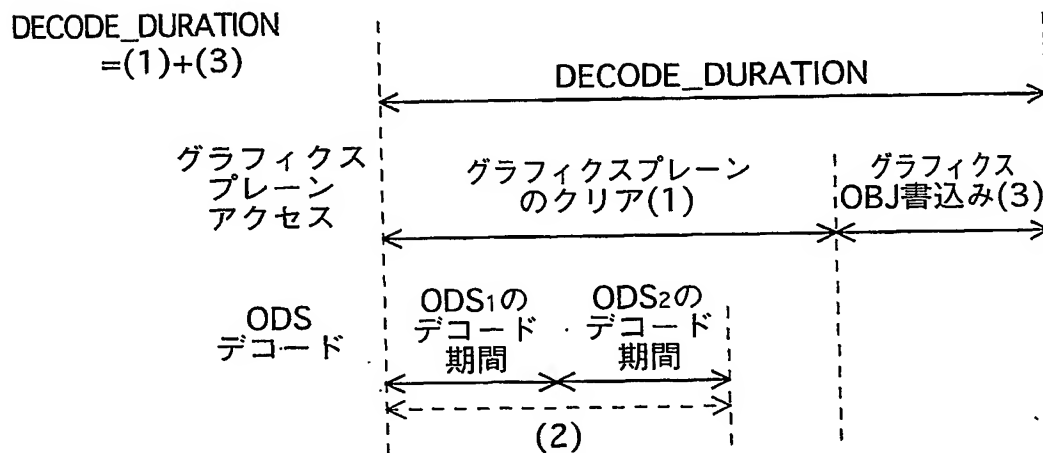 DECODE_DURATION
=(1)+(3)
DECODE_DURATION
グラフィクス
プレーン
アクセス
グラフィクスプレーン
のクリア(1)
グラフィクス
OBJ書込み(3)
ODS
デコード
ODS1の
デコード
期間
ODS2の
デコード
期間
(2)